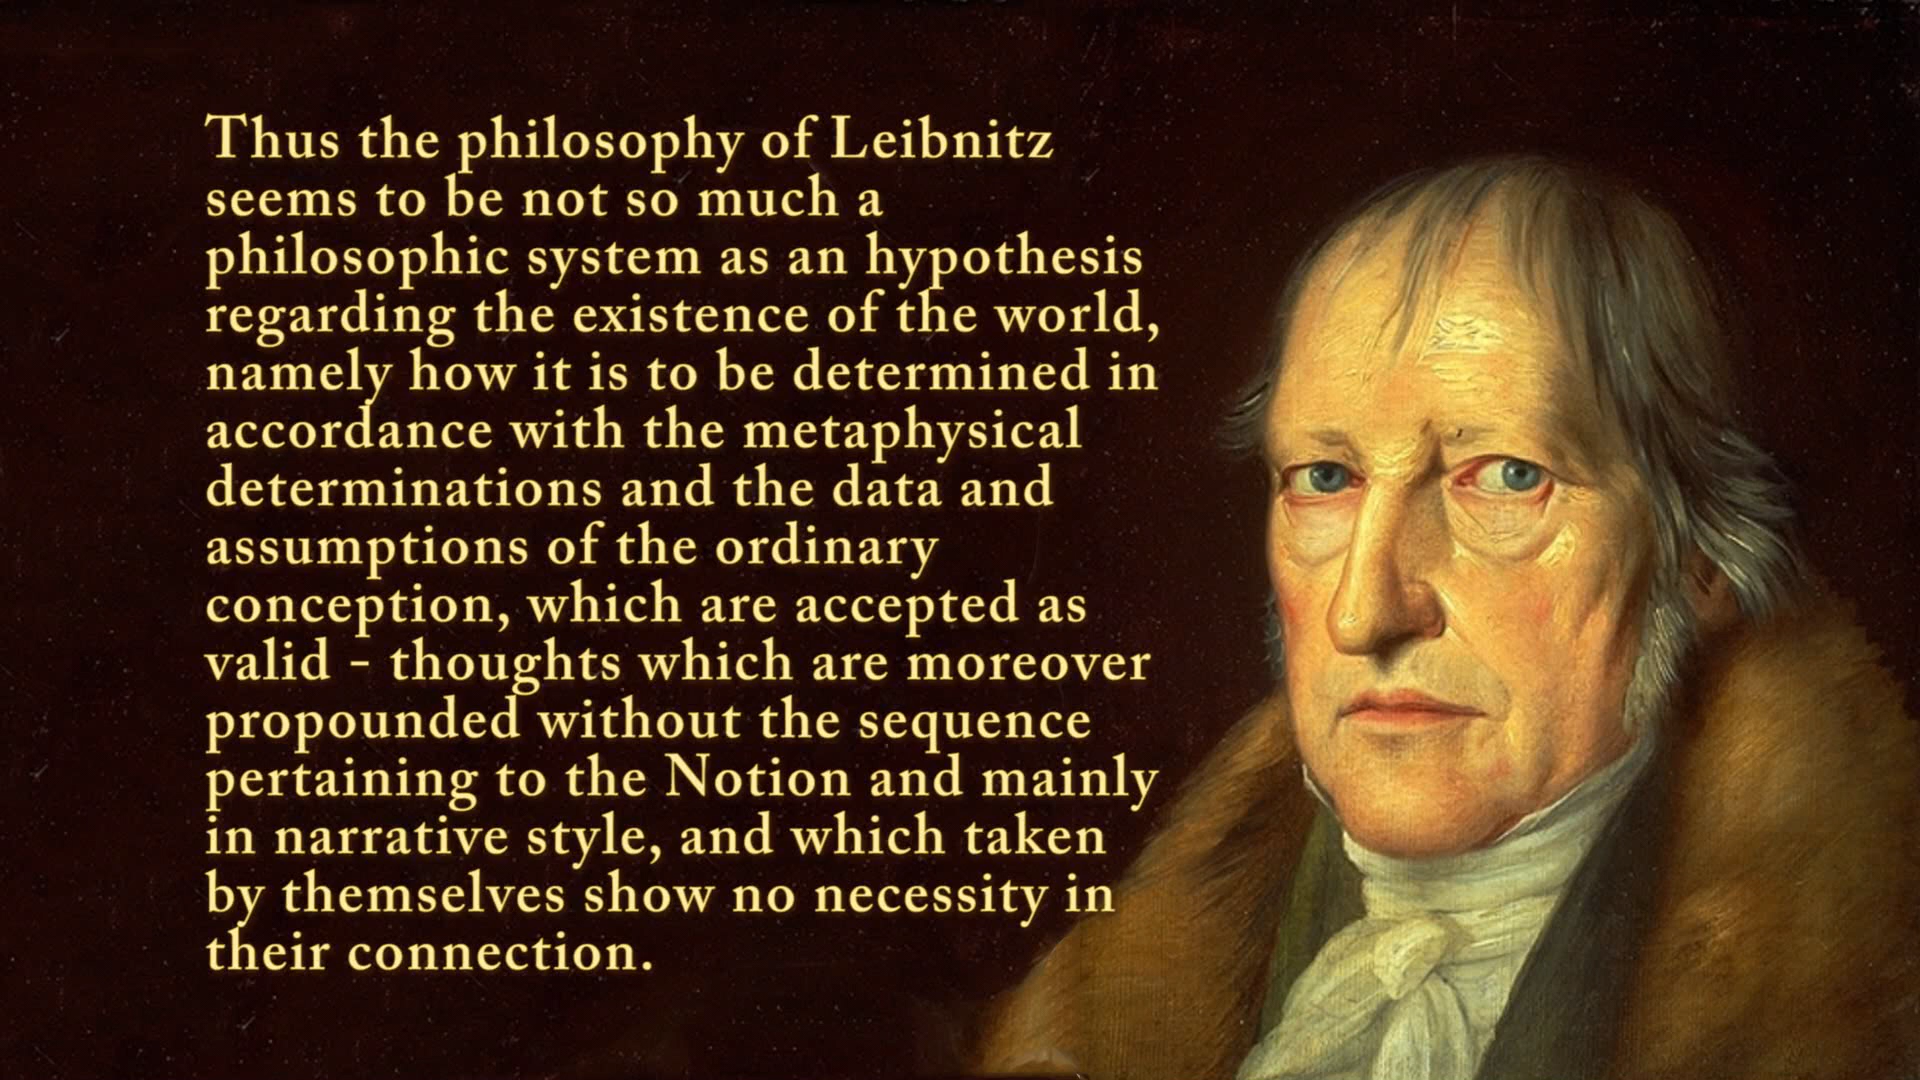 Thus the philosophy of Leibnitz
seems to be not so much a
philosophic system as an hypothesis
regarding the existence of the world,
namely how it is to be determined in
accordance with the metaphysical
determinations and the data and
assumptions of the ordinary
conception, which are accepted as
valid - thoughts which are moreover
propounded without the sequence
pertaining to the Notion and mainly
in narrative style, and which taken
by themselves show no necessity in
their connection.